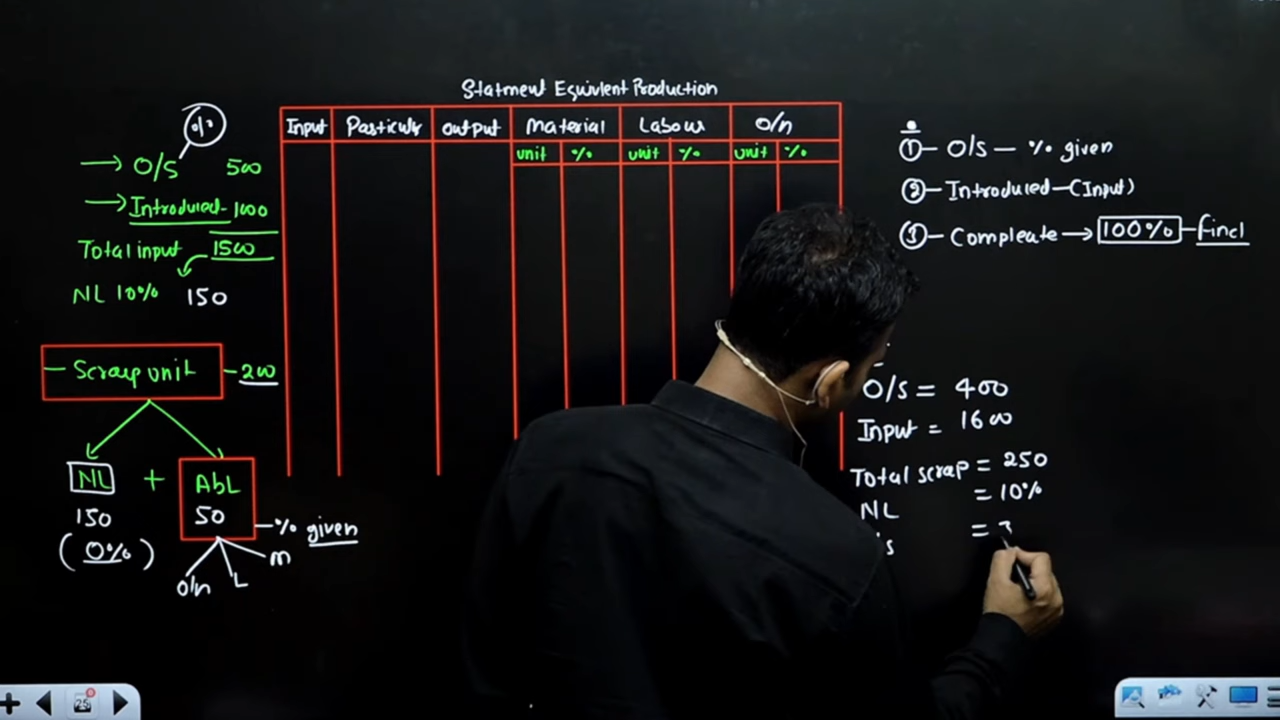 Statment Equivlent Production
Input Particulr output Material Labour O/n
unit % unit % unit %
O/S 500
Introduced - 1000
Total input 1500
NL 10% 150
Scrap unit - 200
NL + AbL
150 50
(0%)
% given
O/n L m
① - O/S - % given
② - Introduced - (Input)
③ - Compleate → 100% - Fincl
O/S = 400
Input = 1600
Total scrap = 250
NL = 10%
=
25